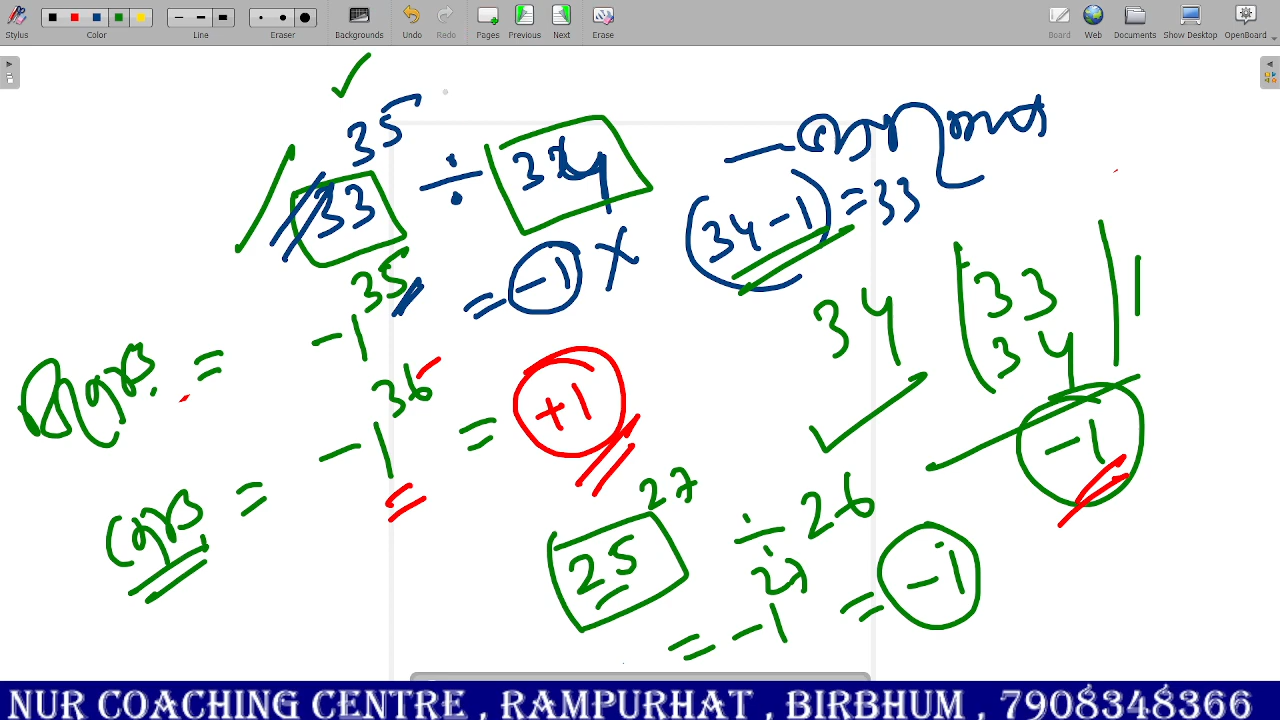 Stylus Color Line Eraser Backgrounds Undo Redo Pages Previous Next Erase Board Web Documents Show Desktop OpenBoard
33^35 ÷ 34
(34-1) = 33
= -1 ×
35
-1
34 (33 | 1
34
-1
= -1^36 = +1
25^27 ÷ 26
= -1^27 = -1
NUR COACHING CENTRE , RAMPURHAT , BIRBHUM , 7908348366